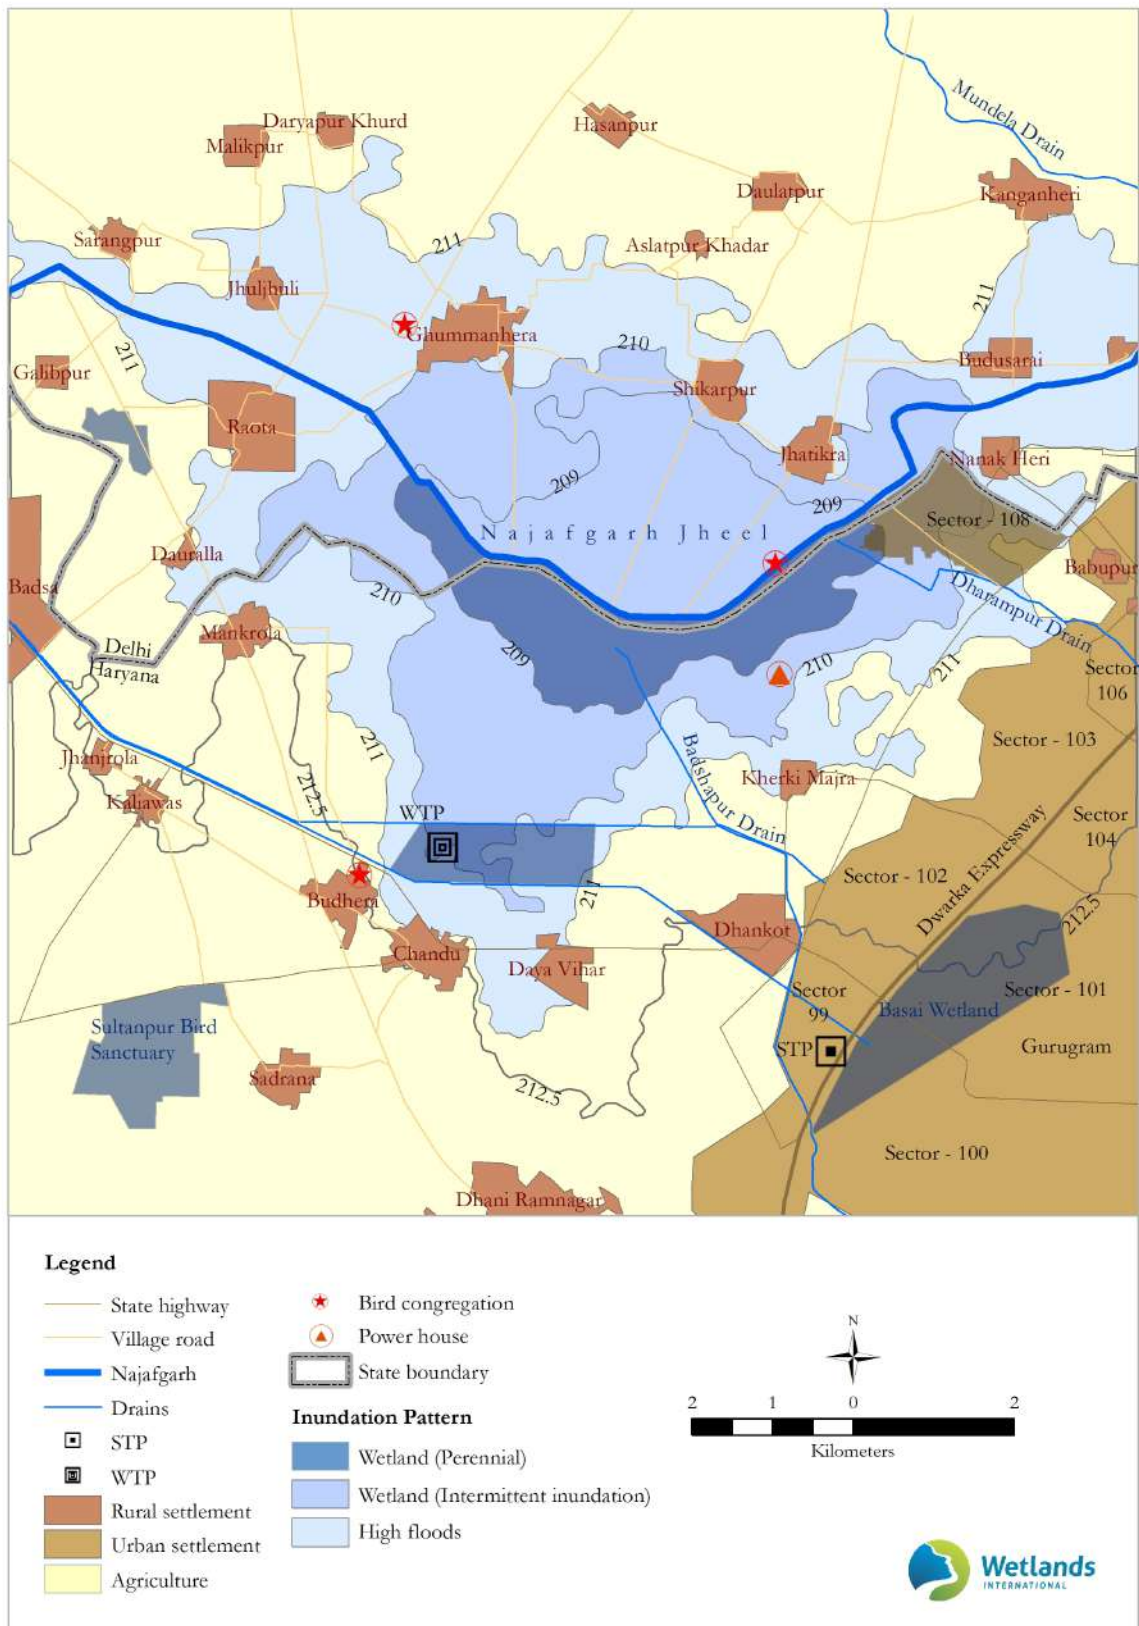 Mundela Drain
Daryapur Khurd
Malikpur
Hasanpur
Daulatpur
Kanganheri
Sarangpur
211
Aslatpur Khadar
Jhuljhuli
211
Ghummanhera
210
211
Galibpur
Budusarai
Shikarpur
Raota
Jhatikra
Nanak Heri
209
209
Najafgarh Jheel
Sector - 108
Dauralla
Babupur
Badsa
210
Dharampur Drain
Mankrola
Delhi
Haryana
209
210
211
Sector
106
Badshapur Drain
Sector - 103
211
Jhanjrola
Kherki Majra
212.5
Kaliawas
WTP
Sector
104
Dwarka Expressway
Sector - 102
Budhera
211
212.5
Dhankot
Chandu
Daya Vihar
Sector
99
Sector - 101
Basai Wetland
Sultanpur Bird
Sanctuary
STP
Gurugram
Sadrana
212.5
Sector - 100
Dhani Ramnagar
Legend
State highway
Village road
Najafgarh
Drains
STP
WTP
Rural settlement
Urban settlement
Agriculture
Bird congregation
Power house
State boundary
Inundation Pattern
Wetland (Perennial)
Wetland (Intermittent inundation)
High floods
N
2 1 0 2
Kilometers
Wetlands
INTERNATIONAL